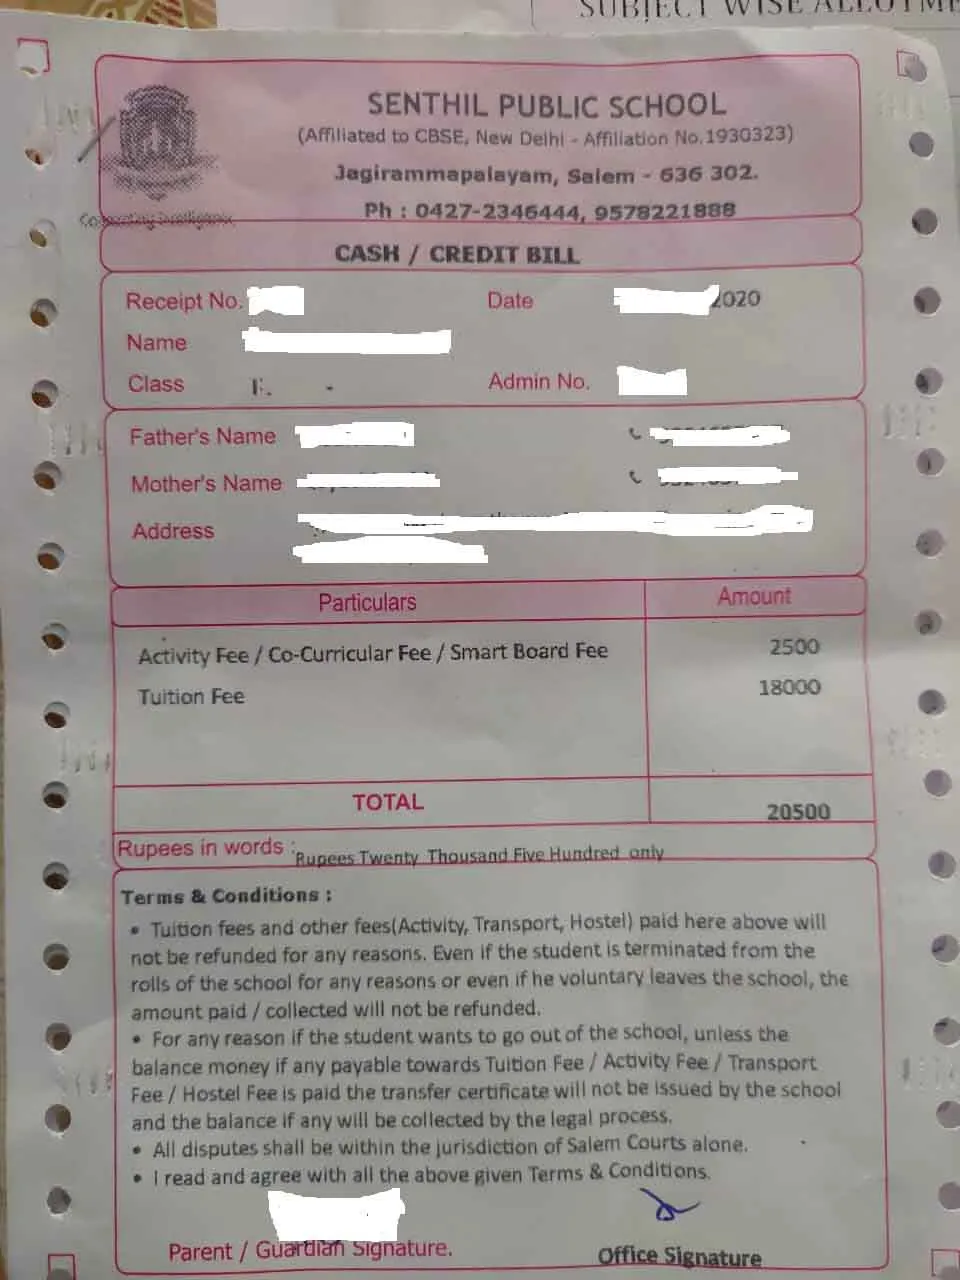 SUBJECT WISE
SENTHIL PUBLIC SCHOOL
(Affiliated to CBSE, New Delhi - Affiliation No.1930323)
Jagirammapalayam, Salem - 636 302.
Ph : 0427-2346444, 9578221888
CASH / CREDIT BILL
Receipt No. Date 2020
Name
Class Admin No.
Father's Name
Mother's Name
Address
Particulars Amount
Activity Fee / Co-Curricular Fee / Smart Board Fee 2500
Tuition Fee 18000
TOTAL 20500
Rupees in words : Rupees Twenty Thousand Five Hundred only
Terms & Conditions :
• Tuition fees and other fees(Activity, Transport, Hostel) paid here above will
not be refunded for any reasons. Even if the student is terminated from the
rolls of the school for any reasons or even if he voluntary leaves the school, the
amount paid / collected will not be refunded.
• For any reason if the student wants to go out of the school, unless the
balance money if any payable towards Tuition Fee / Activity Fee / Transport
Fee / Hostel Fee is paid the transfer certificate will not be issued by the school
and the balance if any will be collected by the legal process.
• All disputes shall be within the jurisdiction of Salem Courts alone.
• I read and agree with all the above given Terms & Conditions.
Parent / Guardian Signature. Office Signature